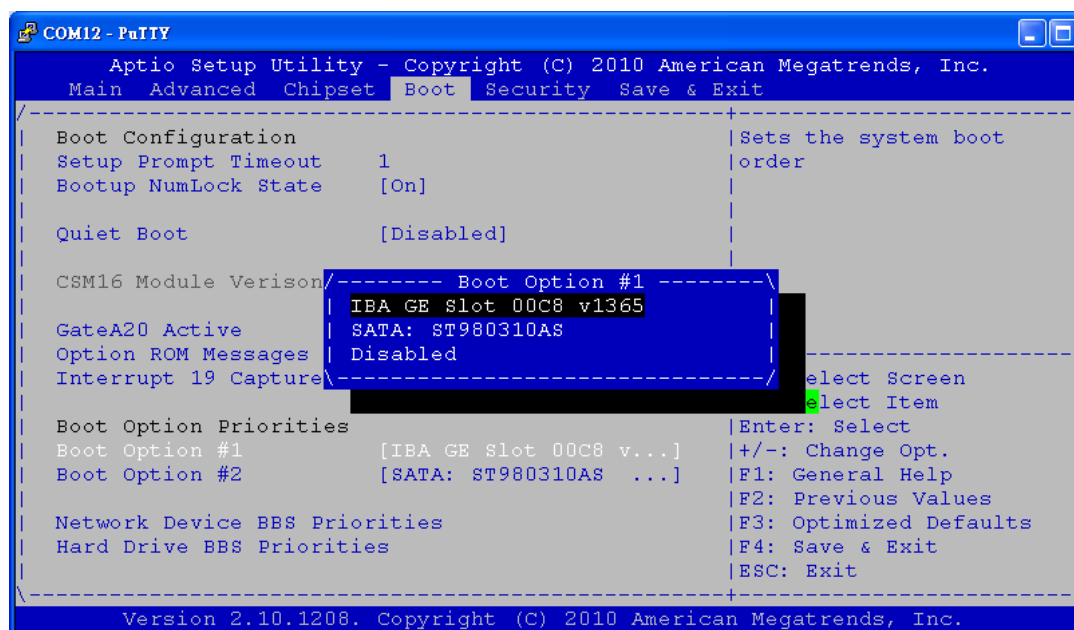 COM12 - PuTTY
Aptio Setup Utility - Copyright (C) 2010 American Megatrends, Inc.
Main Advanced Chipset Boot Security Save & Exit
Boot Configuration
Setup Prompt Timeout 1
Bootup NumLock State [On]
Quiet Boot [Disabled]
CSM16 Module Verison
GateA20 Active
Option ROM Messages
Interrupt 19 Capture
Boot Option Priorities
Boot Option #1 [IBA GE Slot 00C8 v...]
Boot Option #2 [SATA: ST980310AS ...]
Network Device BBS Priorities
Hard Drive BBS Priorities
Boot Option #1
IBA GE Slot 00C8 v1365
SATA: ST980310AS
Disabled
Sets the system boot
order
elect Screen
elect Item
Enter: Select
+/-: Change Opt.
F1: General Help
F2: Previous Values
F3: Optimized Defaults
F4: Save & Exit
ESC: Exit
Version 2.10.1208. Copyright (C) 2010 American Megatrends, Inc.